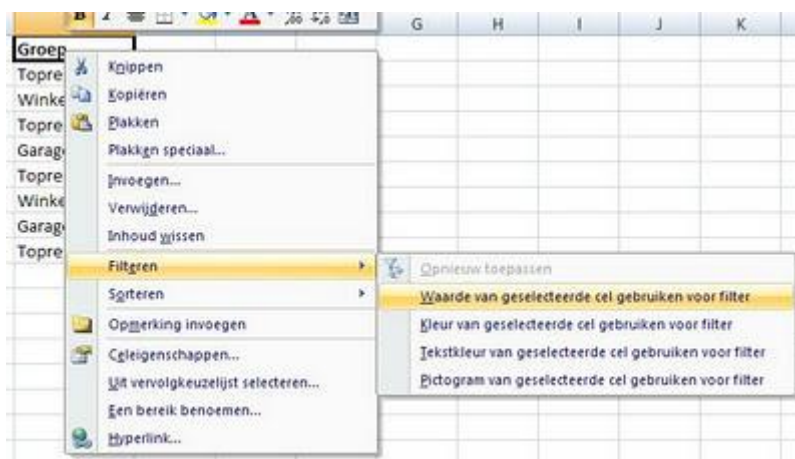 G H I J K
Groep
Topre
Winke
Topre
Garag
Topre
Winke
Garag
Topre
Knippen
Kopiëren
Plakken
Plakken speciaal...
Invoegen...
Verwijderen...
Inhoud wissen
Filteren
Sorteren
Opmerking invoegen
Celeigenschappen...
Uit vervolgkeuzelijst selecteren...
Een bereik benoemen...
Hyperlink...
Opnieuw toepassen
Waarde van geselecteerde cel gebruiken voor filter
Kleur van geselecteerde cel gebruiken voor filter
Tekstkleur van geselecteerde cel gebruiken voor filter
Pictogram van geselecteerde cel gebruiken voor filter